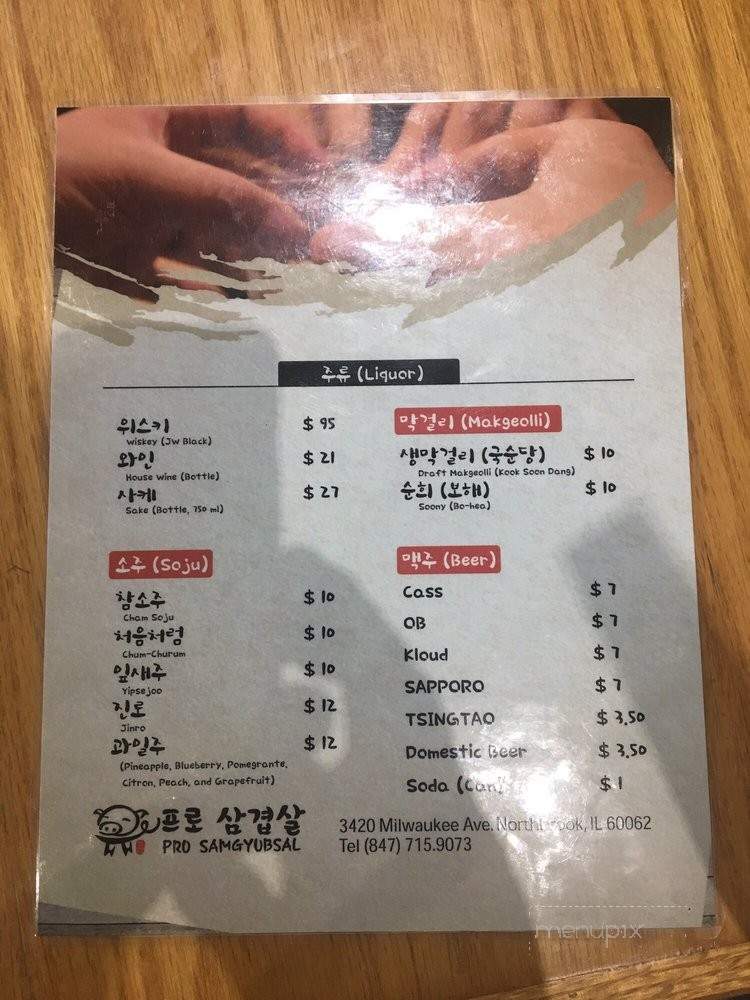 주류 (Liquor)
위스키 $ 95
Wiskey (JW Black)
와인 $ 21
House Wine (Bottle)
사케 $ 27
Sake (Bottle, 750 ml)
소주 (Soju)
참소주 $ 10
Cham Soju
처음처럼 $ 10
Chum-Churum
잎새주 $ 10
Yipsejoo
진로 $ 12
Jinro
과일주 $ 12
(Pineapple, Blueberry, Pomegrante,
Citron, Peach, and Grapefruit)
막걸리 (Makgeolli)
생막걸리 (국순당) $ 10
Draft Makgeolli (Kook Soon Dang)
순희 (보해) $ 10
Soony (Bo-hea)
맥주 (Beer)
Cass $ 7
OB $ 7
Kloud $ 7
SAPPORO $ 7
TSINGTAO $ 3.50
Domestic Beer $ 3.50
Soda (Can) $ 1
프로 삼겹살
PRO SAMGYUBSAL
3420 Milwaukee Ave. Northbrook, IL 60062
Tel (847) 715.9073
menupix